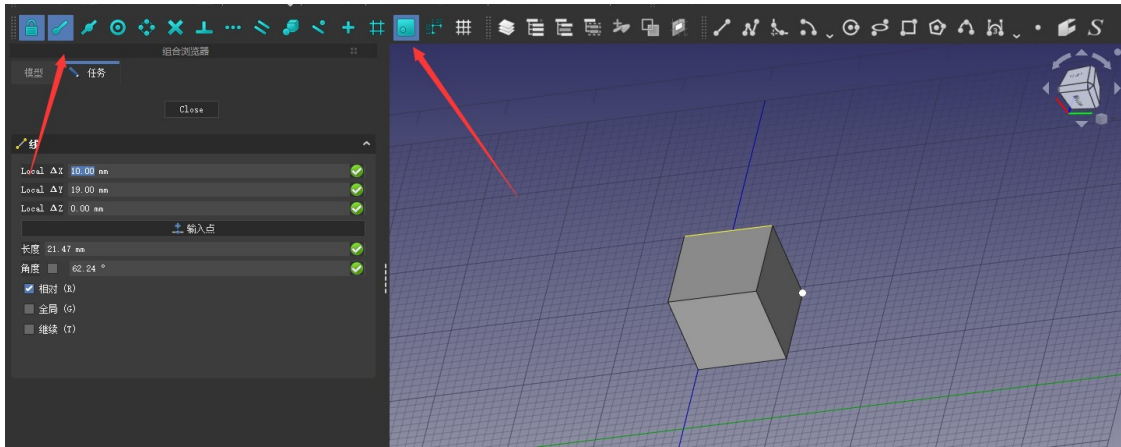 组合浏览器
模型
任务
Close
线
Local ΔX 10.00 mm
Local ΔY 19.00 mm
Local ΔZ 0.00 mm
输入点
长度 21.47 mm
角度 62.24 °
相对 (R)
全局 (G)
继续 (T)